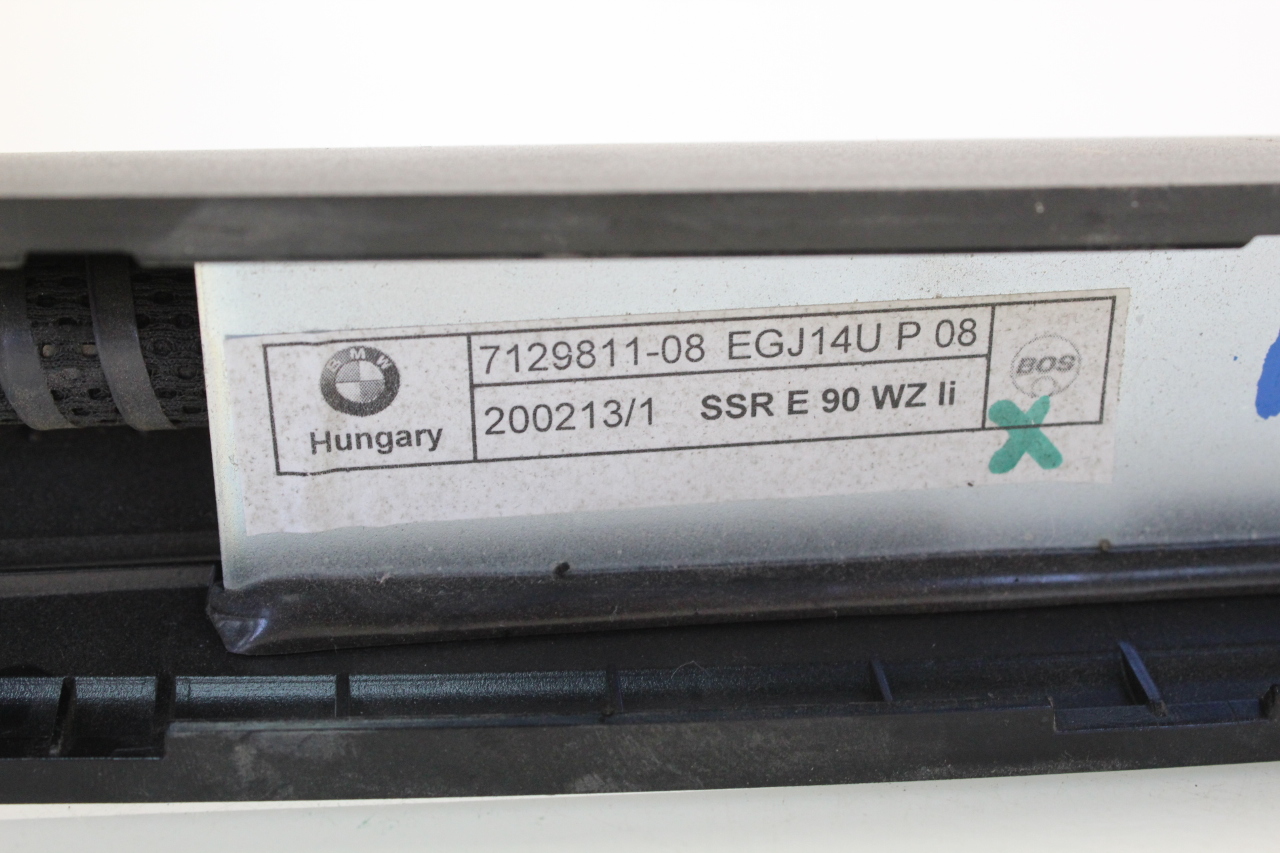 BMW
Hungary
7129811-08 EGJ14U P 08
200213/1 SSR E 90 WZ li
BOS